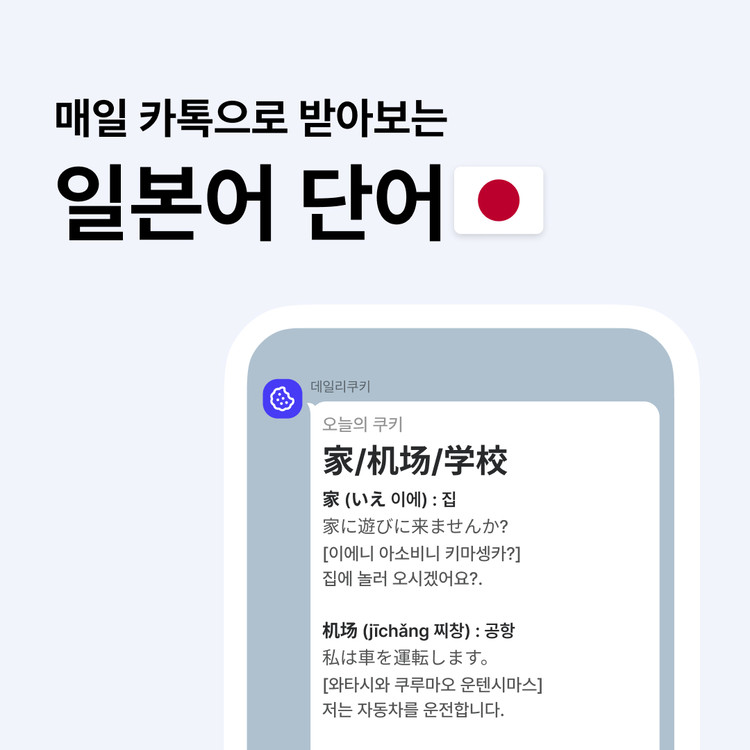 매일 카톡으로 받아보는
일본어 단어
데일리쿠키
오늘의 쿠키
家/机场/学校
家 (いえ 이에) : 집
家に遊びに来ませんか?
[이에니 아소비니 키마셍카?]
집에 놀러 오시겠어요?.
机场 (jīchǎng 찌창) : 공항
私は車を運転します。
[와타시와 쿠루마오 운텐시마스]
저는 자동차를 운전합니다.